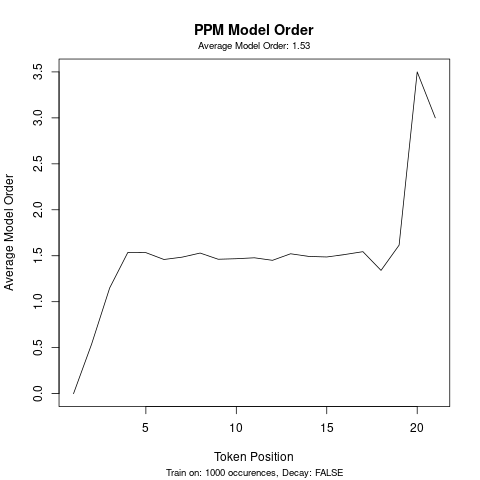 PPM Model Order
Average Model Order: 1.53
3.5
3.0
2.5
2.0
1.5
1.0
0.5
0.0
Average Model Order
5 10 15 20
Token Position
Train on: 1000 occurences, Decay: FALSE